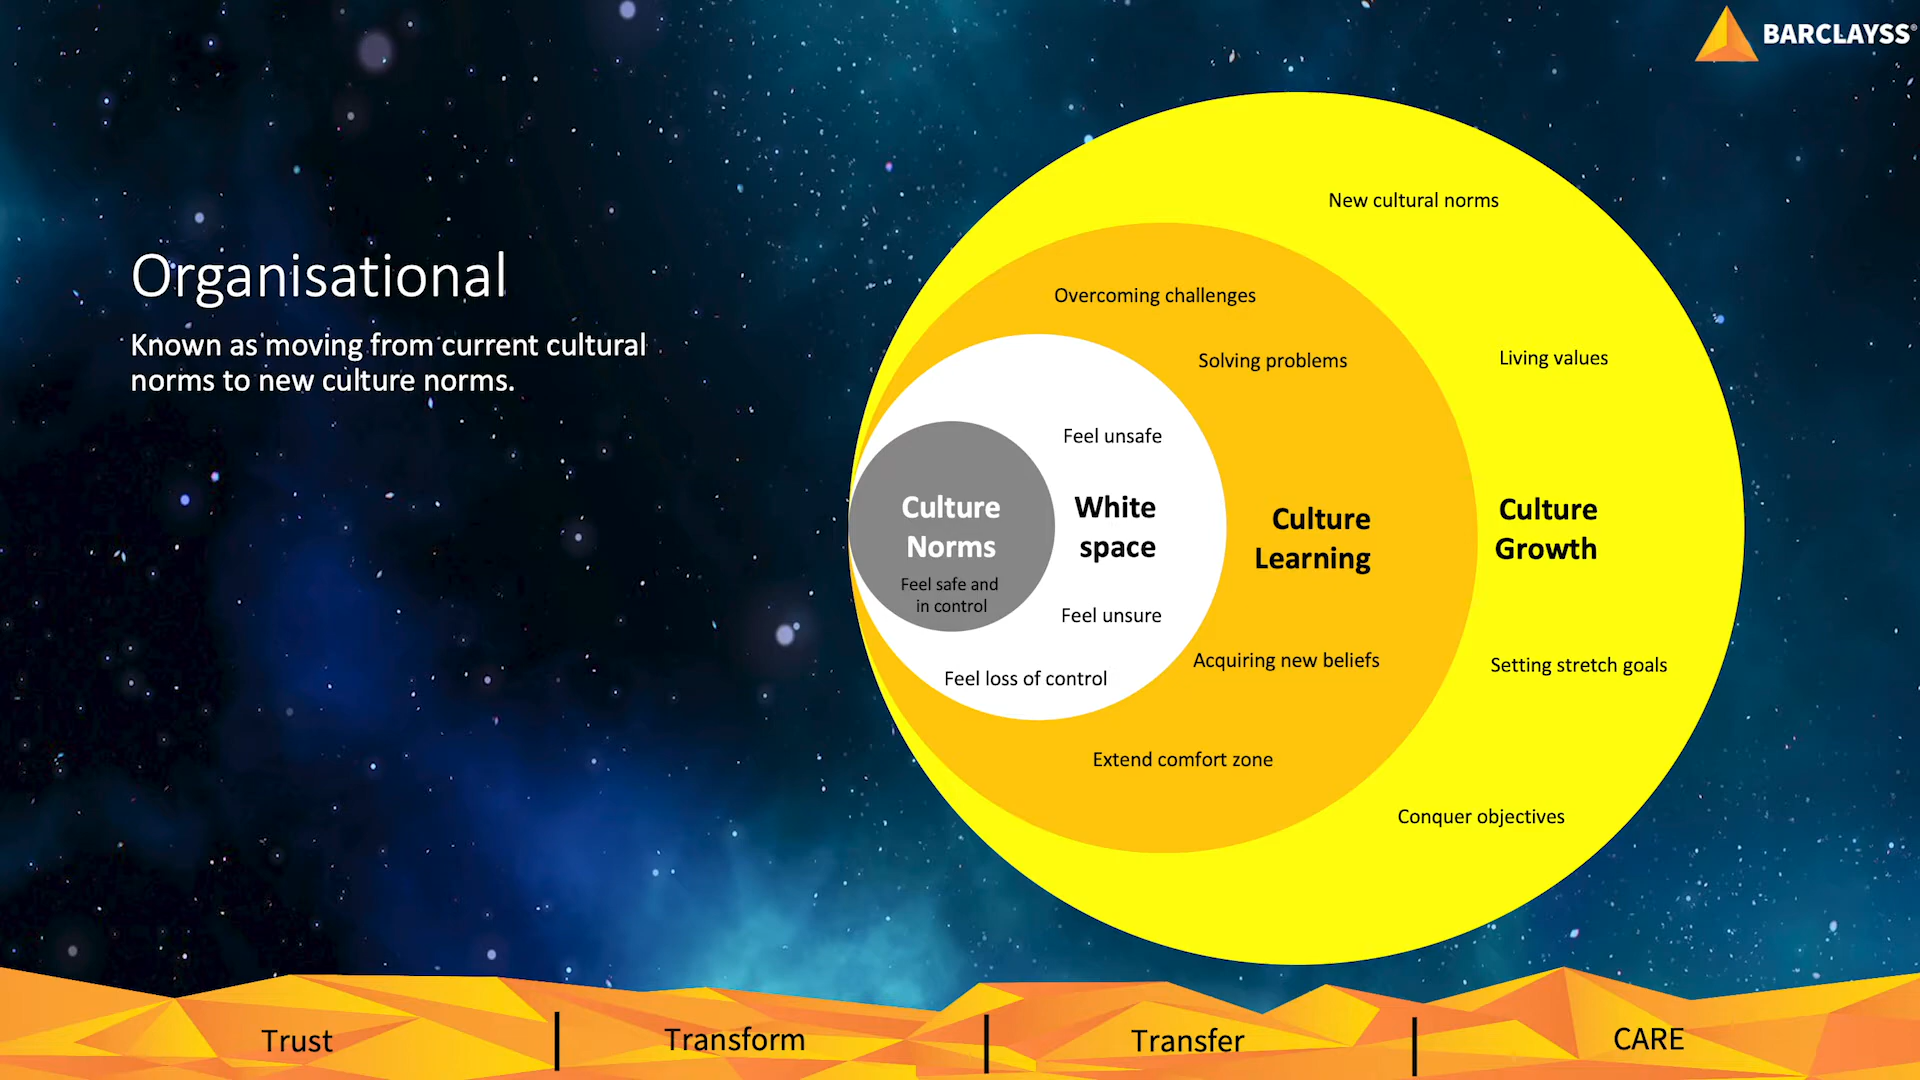 BARCLAYSS®
Organisational
Known as moving from current cultural
norms to new culture norms.
New cultural norms
Overcoming challenges
Solving problems
Living values
Feel unsafe
Culture
Norms
Feel safe and
in control
White
space
Culture
Learning
Culture
Growth
Feel unsure
Feel loss of control
Acquiring new beliefs
Setting stretch goals
Extend comfort zone
Conquer objectives
Trust
Transform
Transfer
CARE